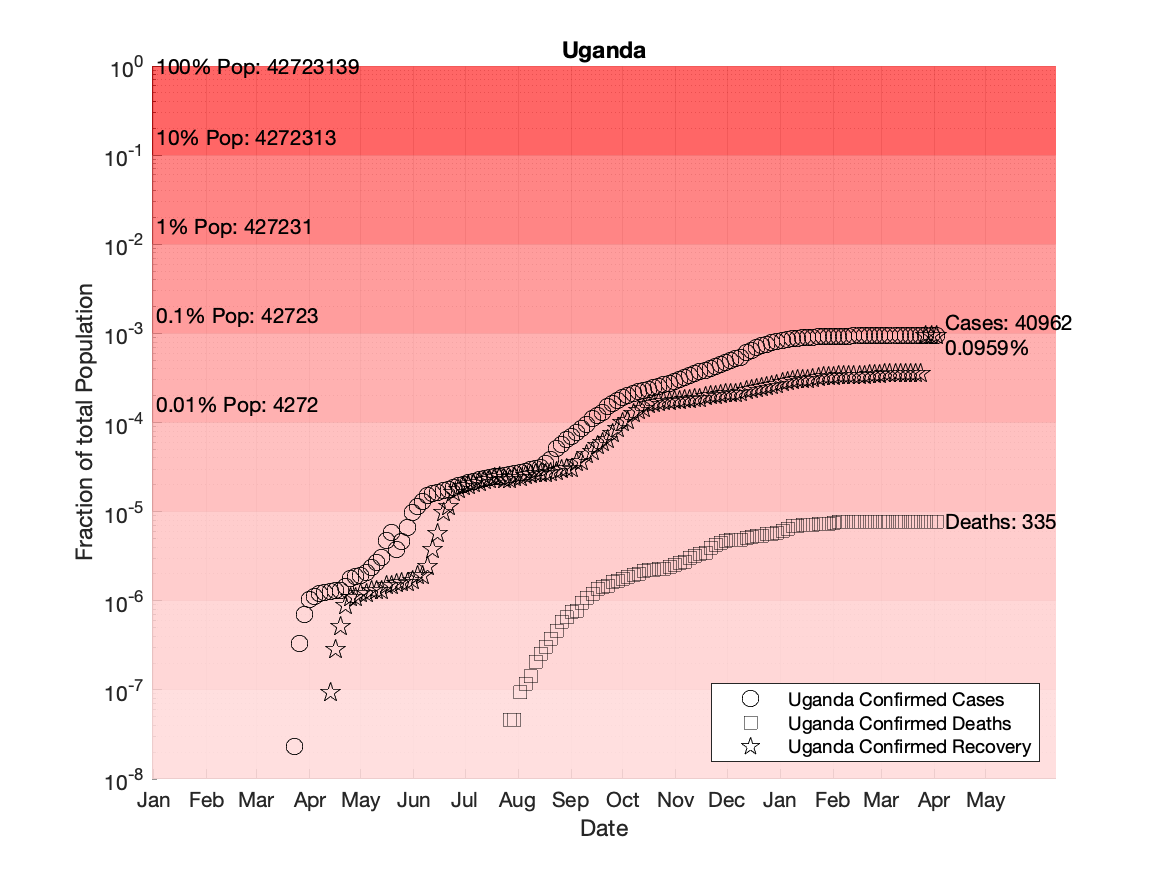 Uganda
10^0
100% Pop: 42723139
10% Pop: 4272313
10^-1
1% Pop: 427231
10^-2
0.1% Pop: 42723
10^-3
Cases: 40962
0.0959%
0.01% Pop: 4272
10^-4
10^-5
Deaths: 335
10^-6
10^-7
10^-8
Fraction of total Population
Uganda Confirmed Cases
Uganda Confirmed Deaths
Uganda Confirmed Recovery
Jan Feb Mar Apr May Jun Jul Aug Sep Oct Nov Dec Jan Feb Mar Apr May
Date